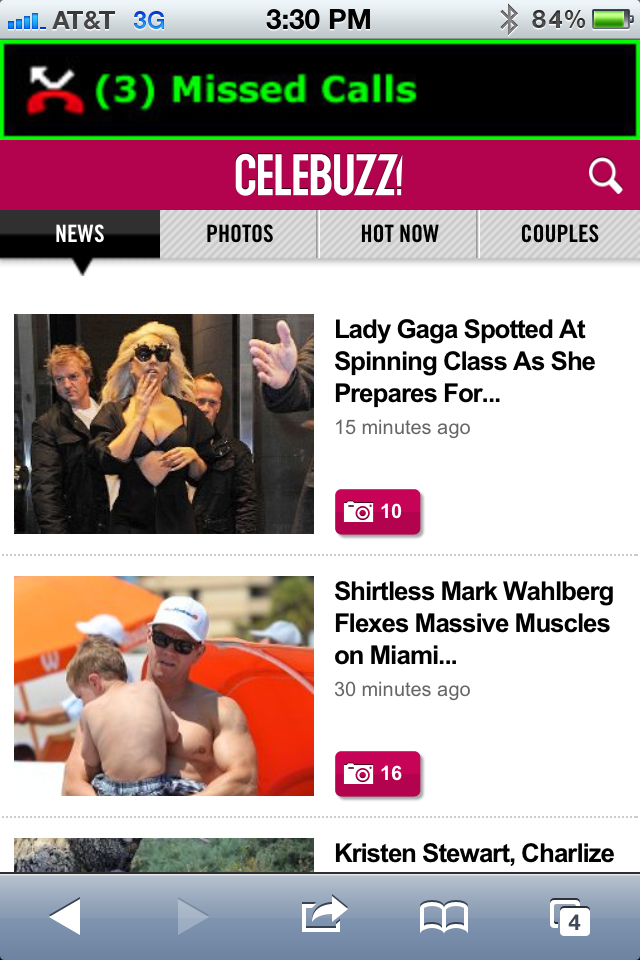 AT&T 3G 3:30 PM 84%
(3) Missed Calls
CELEBUZZ!
NEWS PHOTOS HOT NOW COUPLES
Lady Gaga Spotted At
Spinning Class As She
Prepares For...
15 minutes ago
10
Shirtless Mark Wahlberg
Flexes Massive Muscles
on Miami...
30 minutes ago
16
Kristen Stewart, Charlize
4